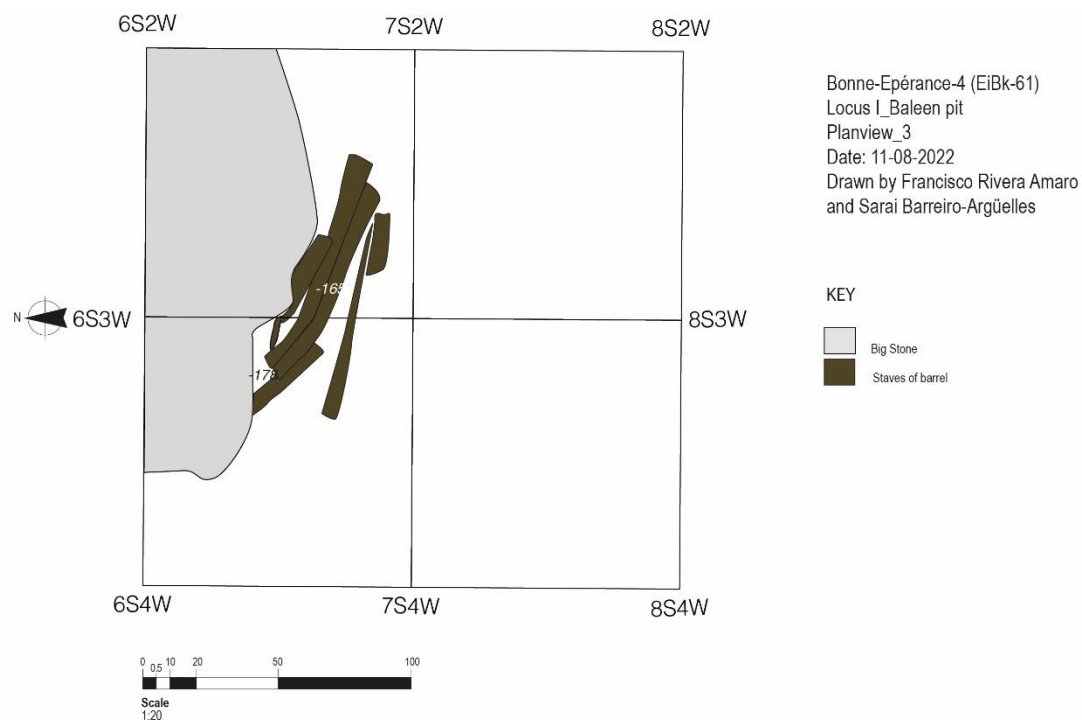 6S2W 7S2W 8S2W
Bonne-Epérance-4 (EiBk-61)
Locus I_Baleen pit
Planview_3
Date: 11-08-2022
Drawn by Francisco Rivera Amaro
and Sarai Barreiro-Argüelles
-165
N 6S3W 8S3W
KEY
Big Stone
Staves of barrel
-178
6S4W 7S4W 8S4W
0 0,5 10 20 50 100
Scale
1:20